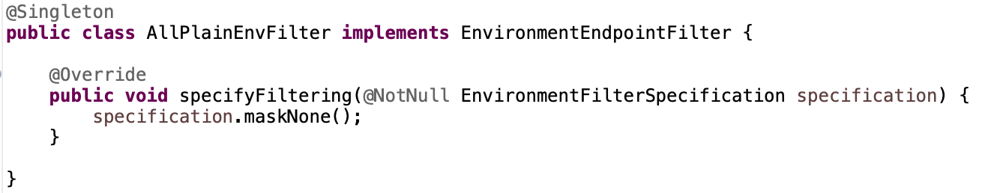 @Singleton
public class AllPlainEnvFilter implements EnvironmentEndpointFilter {
@Override
public void specifyFiltering(@NotNull EnvironmentFilterSpecification specification) {
specification.maskNone();
}
}